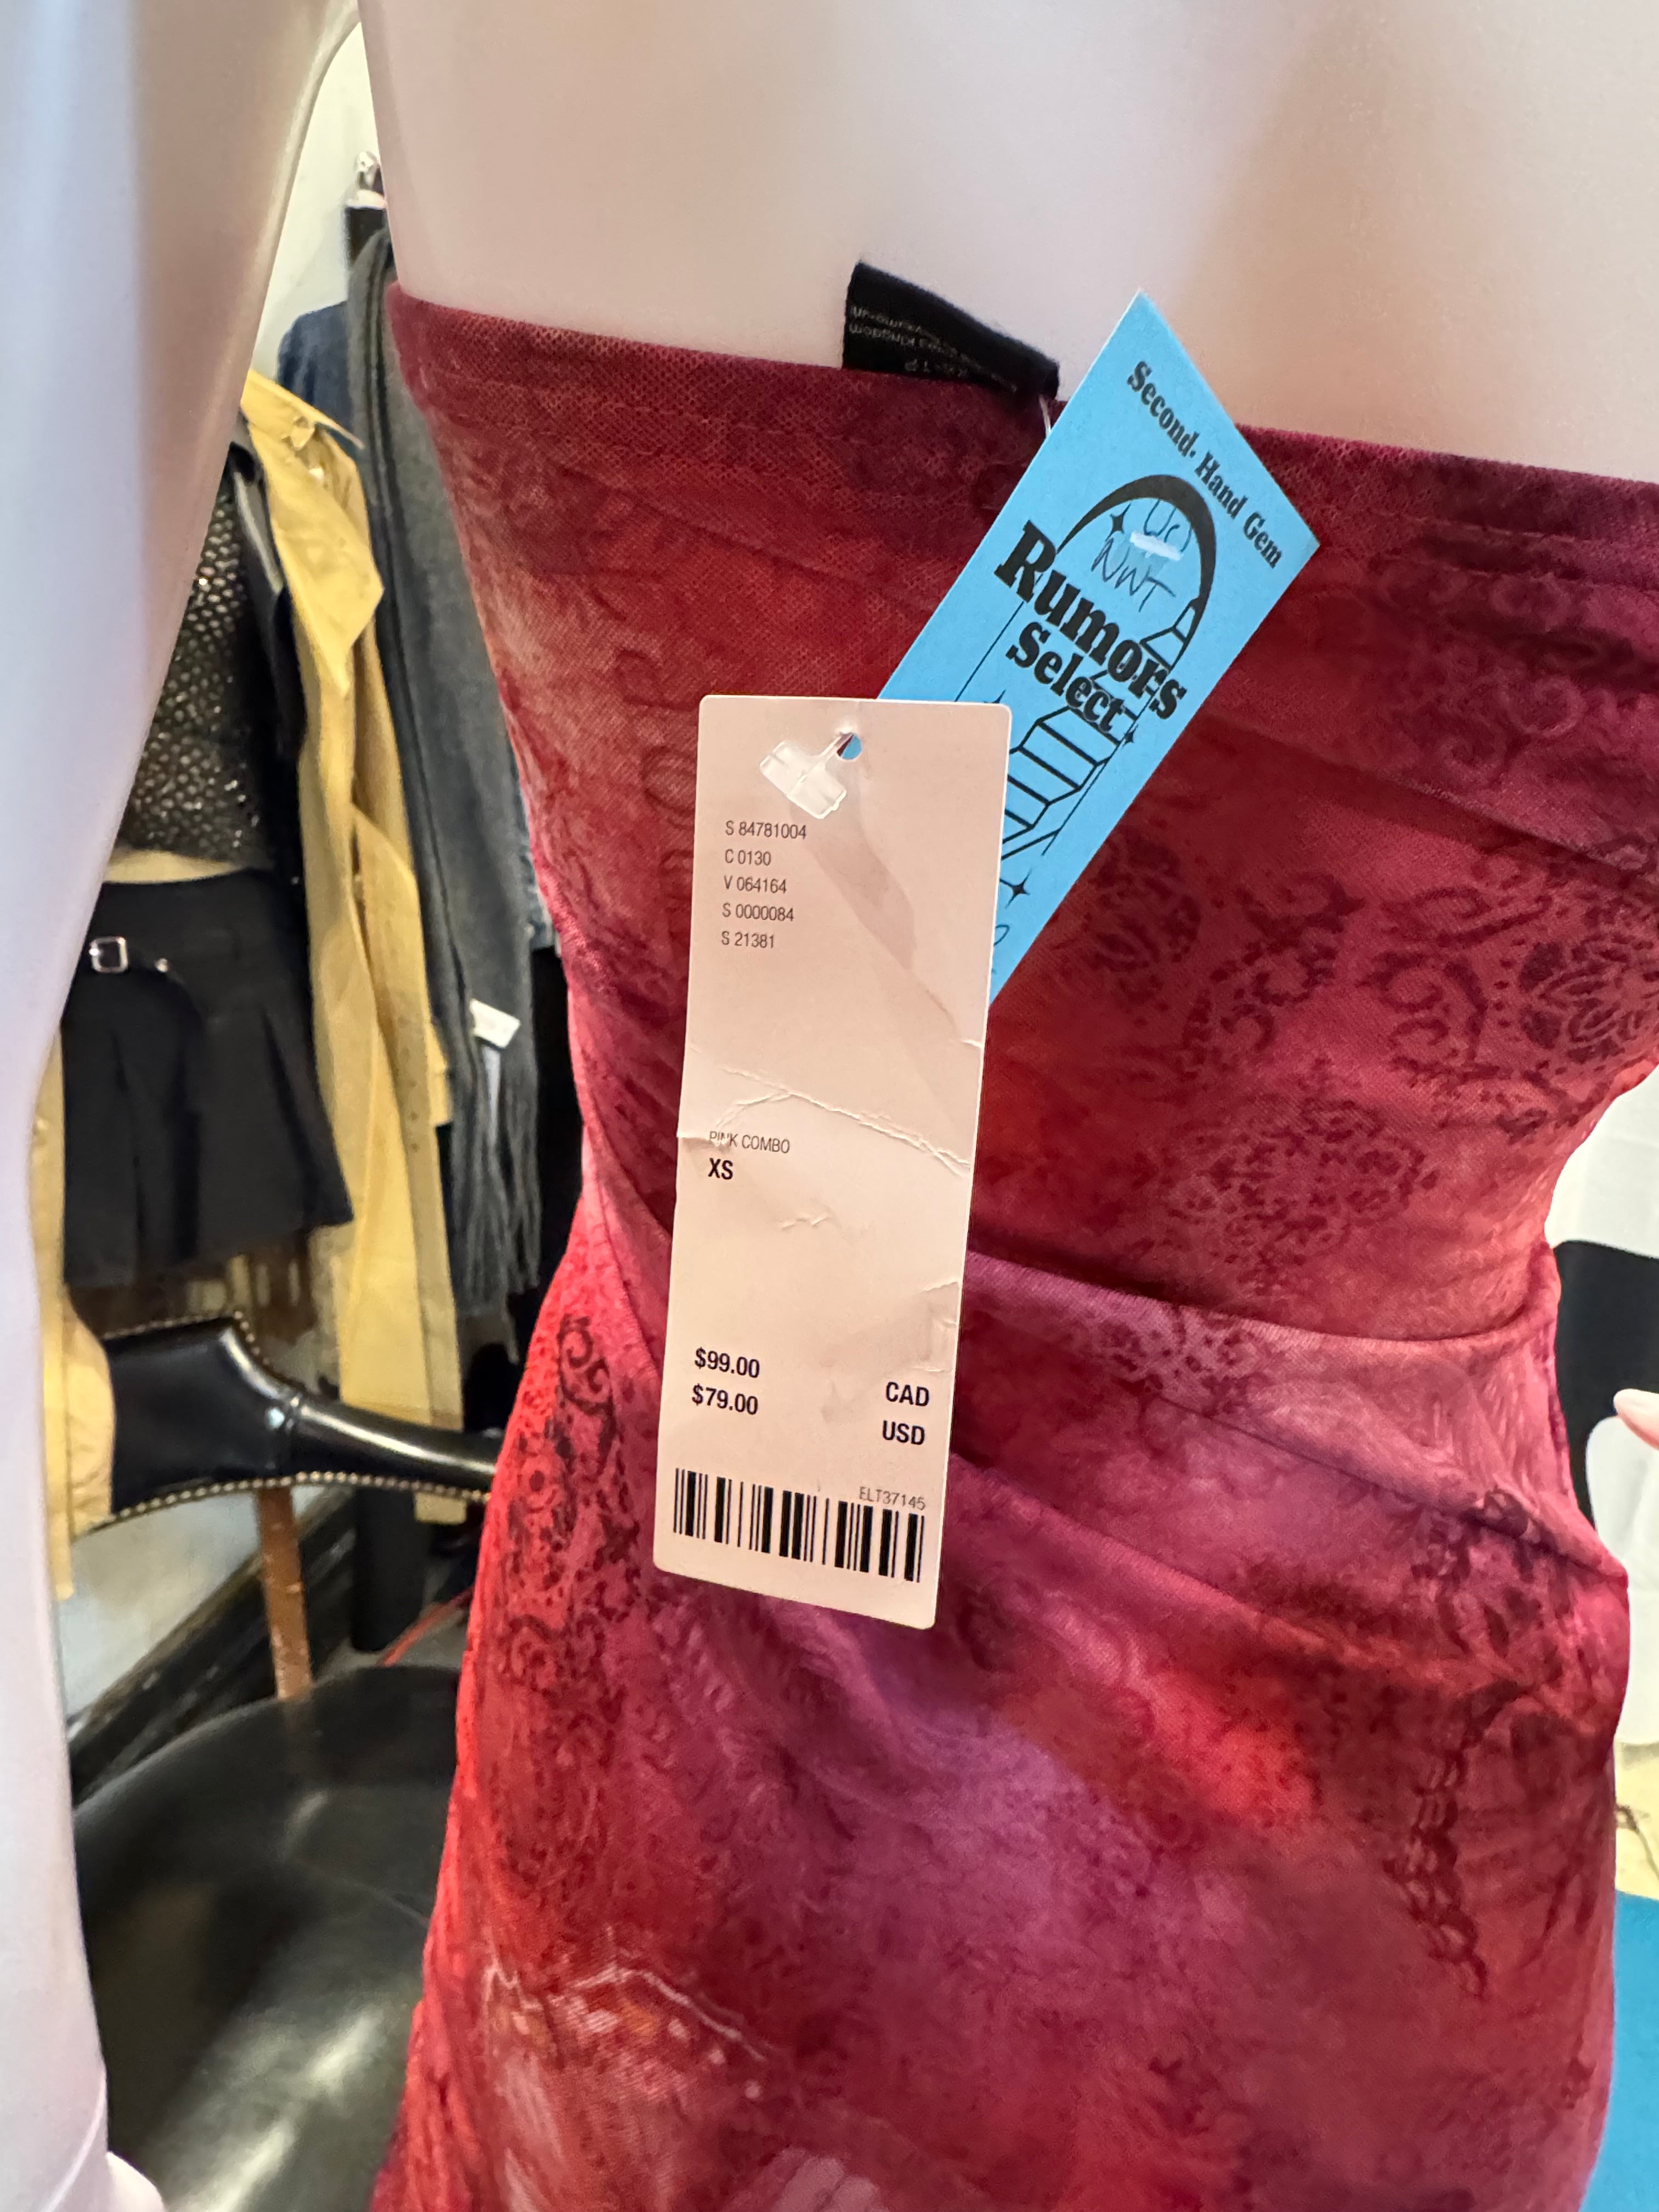 Second. Hand Gem
UO
NWT
Rumors
Select
S 84781004
C 0130
V 064164
S 0000084
S 21381
PINK COMBO
XS
$99.00 CAD
$79.00 USD
ELT37145